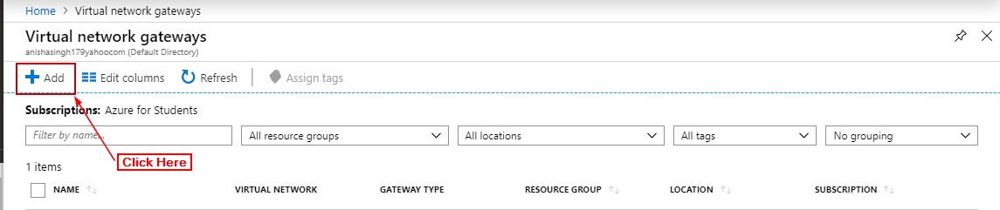 Home > Virtual network gateways
Virtual network gateways
anishasingh179yahoocom (Default Directory)
Add Edit columns Refresh Assign tags
Subscriptions: Azure for Students
Filter by name... All resource groups All locations All tags No grouping
Click Here
1 items
NAME VIRTUAL NETWORK GATEWAY TYPE RESOURCE GROUP LOCATION SUBSCRIPTION